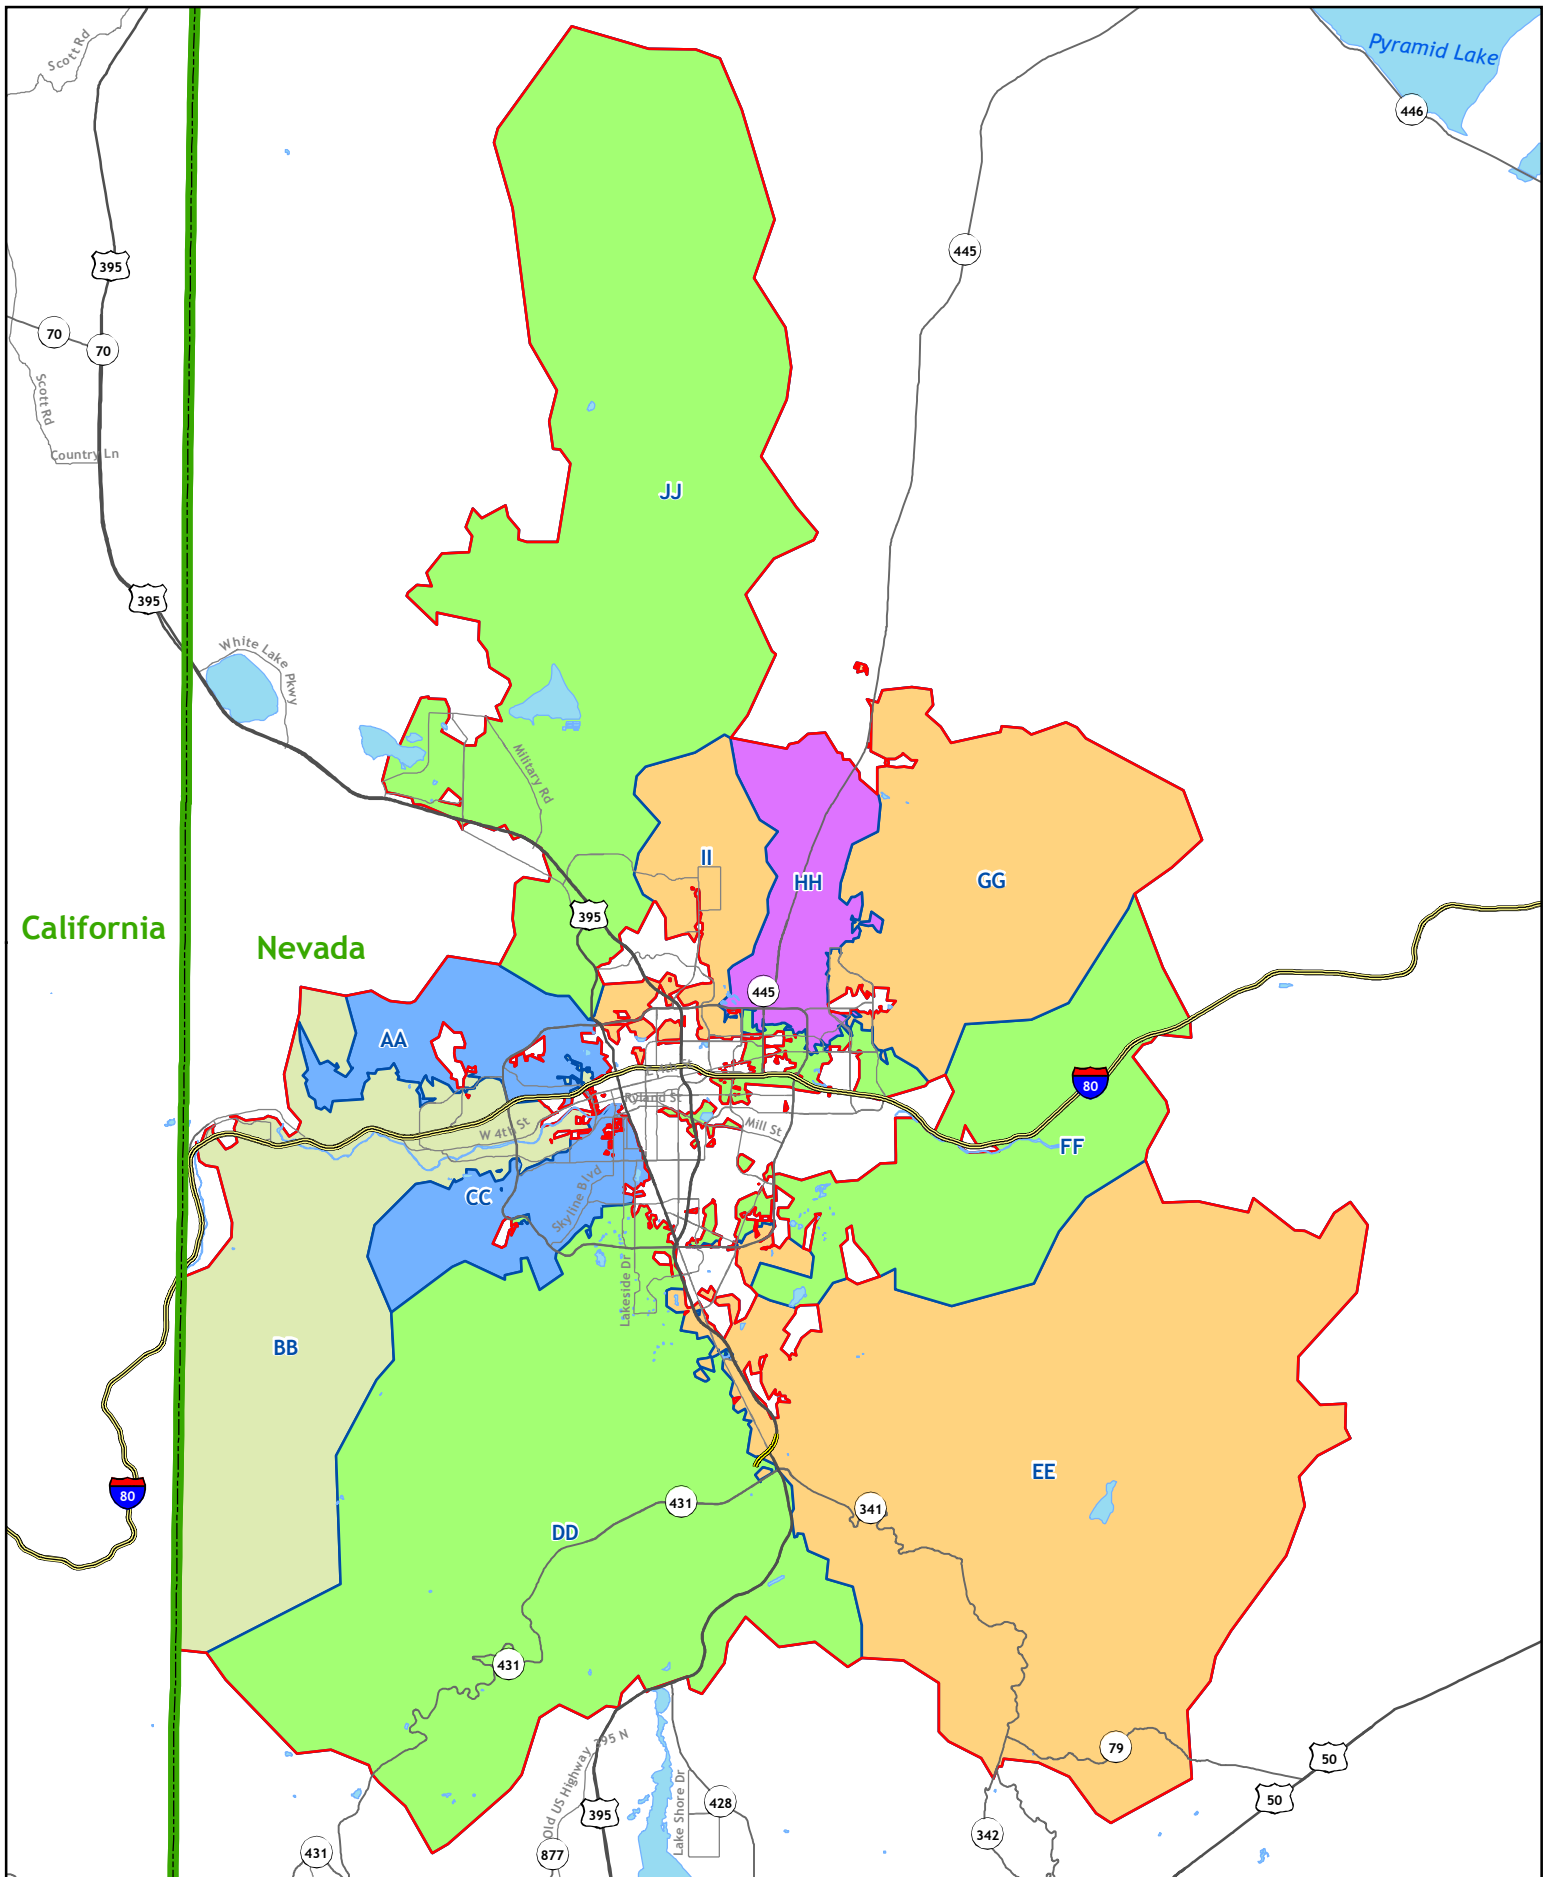 Scott Rd
Pyramid Lake
446
445
395
70
70
Scott Rd
Country Ln
JJ
395
White Lake Pkwy
Military Rd
II
HH
GG
395
California
Nevada
445
AA
80
Ryland St
W 4th St
Mill St
FF
CC
Skyline Blvd
Lakeside Dr
BB
EE
80
431
341
DD
431
79
50
Old US Highway 395 N
50
395
Lake Shore Dr
428
342
431
877